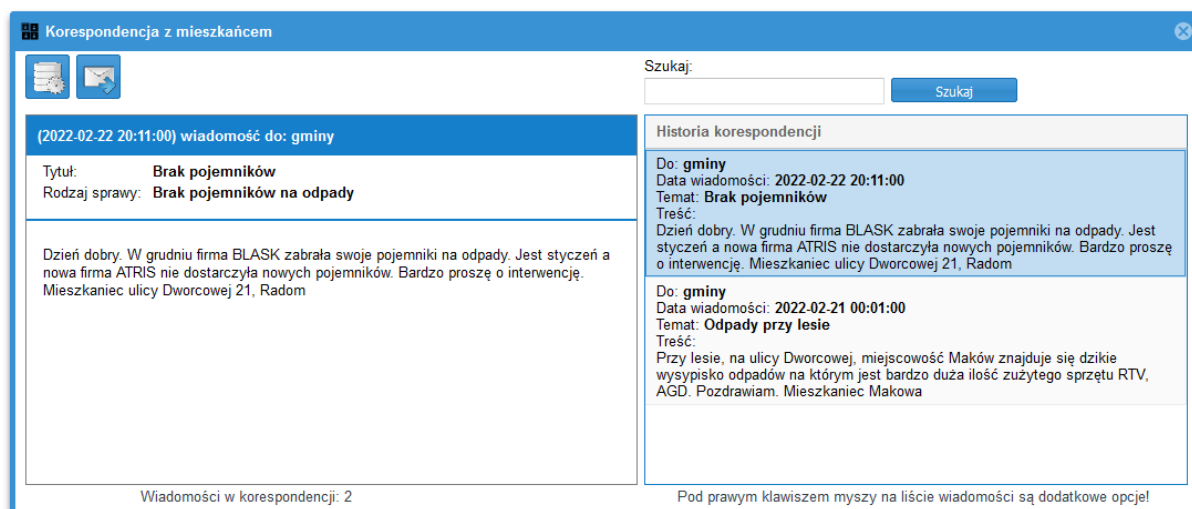 Korespondencja z mieszkańcem
Szukaj:
Szukaj
(2022-02-22 20:11:00) wiadomość do: gminy
Tytuł: Brak pojemników
Rodzaj sprawy: Brak pojemników na odpady
Dzień dobry. W grudniu firma BLASK zabrała swoje pojemniki na odpady. Jest styczeń a
nowa firma ATRIS nie dostarczyła nowych pojemników. Bardzo proszę o interwencję.
Mieszkaniec ulicy Dworcowej 21, Radom
Wiadomości w korespondencji: 2
Historia korespondencji
Do: gminy
Data wiadomości: 2022-02-22 20:11:00
Temat: Brak pojemników
Treść:
Dzień dobry. W grudniu firma BLASK zabrała swoje pojemniki na odpady. Jest
styczeń a nowa firma ATRIS nie dostarczyła nowych pojemników. Bardzo proszę
o interwencję. Mieszkaniec ulicy Dworcowej 21, Radom
Do: gminy
Data wiadomości: 2022-02-21 00:01:00
Temat: Odpady przy lesie
Treść:
Przy lesie, na ulicy Dworcowej, miejscowość Maków znajduje się dzikie
wysypisko odpadów na którym jest bardzo duża ilość zużytego sprzętu RTV,
AGD. Pozdrawiam. Mieszkaniec Makowa
Pod prawym klawiszem myszy na liście wiadomości są dodatkowe opcje!